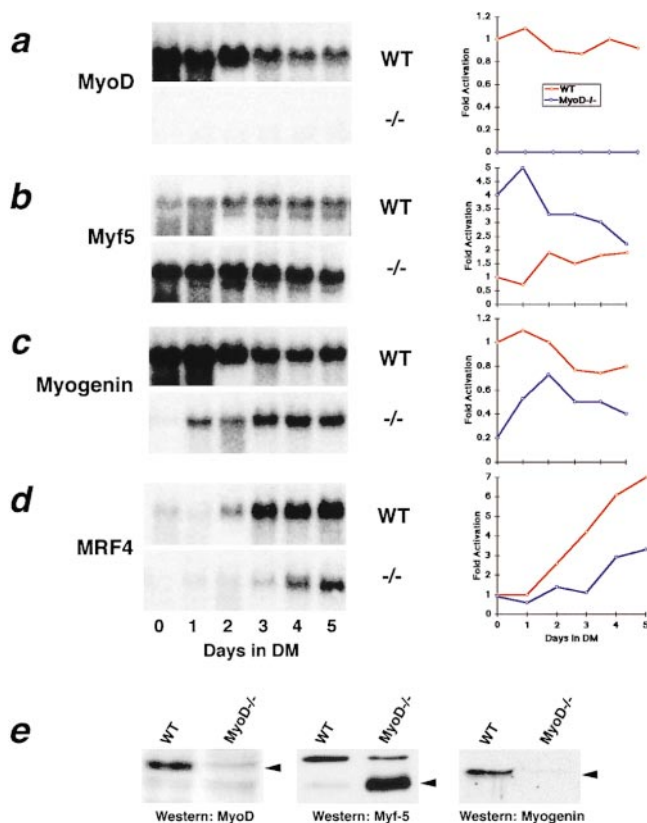 a
MyoD
WT
-/-
Fold Activation
1.2
1
0.8
0.6
0.4
0.2
0
WT
MyoD-/-
b
Myf5
WT
-/-
Fold Activation
5
4.5
4
3.5
3
2.5
2
1.5
1
0.5
0
c
Myogenin
WT
-/-
Fold Activation
1.2
1
0.8
0.6
0.4
0.2
0
d
MRF4
WT
-/-
0 1 2 3 4 5
Days in DM
Fold Activation
7
6
5
4
3
2
1
0
0 1 2 3 4 5
Days in DM
e
WT MyoD-/-
Western: MyoD
WT MyoD-/-
Western: Myf-5
WT MyoD-/-
Western: Myogenin